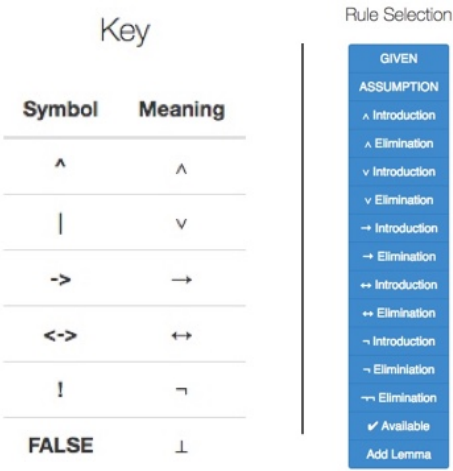 Key
Symbol Meaning
^ ∧
| ∨
-> →
<-> ↔
! ¬
FALSE ⊥
Rule Selection
GIVEN
ASSUMPTION
∧ Introduction
∧ Elimination
∨ Introduction
∨ Elimination
→ Introduction
→ Elimination
↔ Introduction
↔ Elimination
¬ Introduction
¬ Eliminiation
¬¬ Elimination
✔ Available
Add Lemma